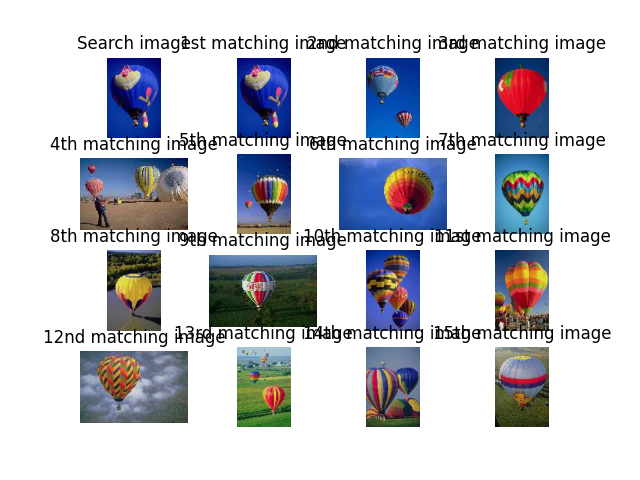 Search image
1st matching image
2nd matching image
3rd matching image
4th matching image
5th matching image
6th matching image
7th matching image
8th matching image
9th matching image
10th matching image
11st matching image
12nd matching image
13rd matching image
14th matching image
15th matching image